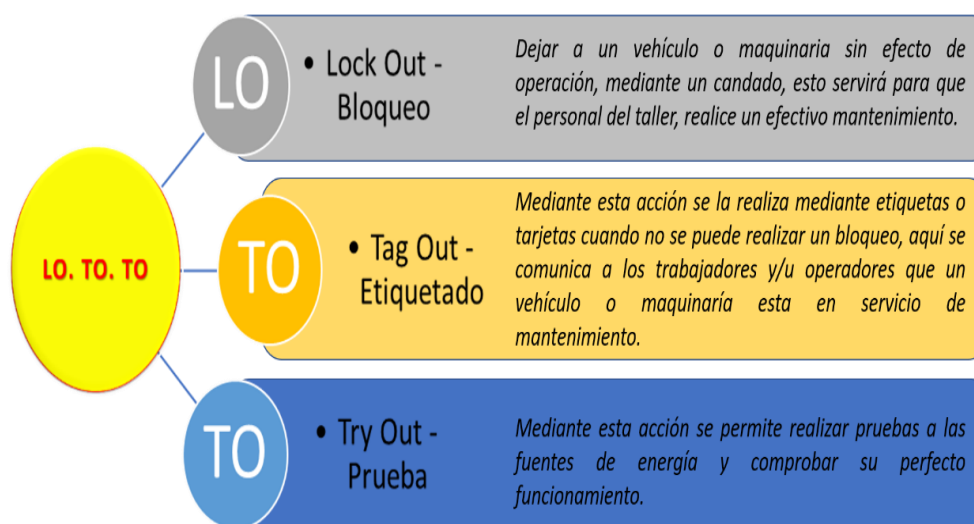 LO
• Lock Out -
Bloqueo
Dejar a un vehículo o maquinaria sin efecto de
operación, mediante un candado, esto servirá para que
el personal del taller, realice un efectivo mantenimiento.
LO. TO. TO
TO
• Tag Out -
Etiquetado
Mediante esta acción se la realiza mediante etiquetas o
tarjetas cuando no se puede realizar un bloqueo, aquí se
comunica a los trabajadores y/u operadores que un
vehículo o maquinaría esta en servicio de
mantenimiento.
TO
• Try Out -
Prueba
Mediante esta acción se permite realizar pruebas a las
fuentes de energía y comprobar su perfecto
funcionamiento.